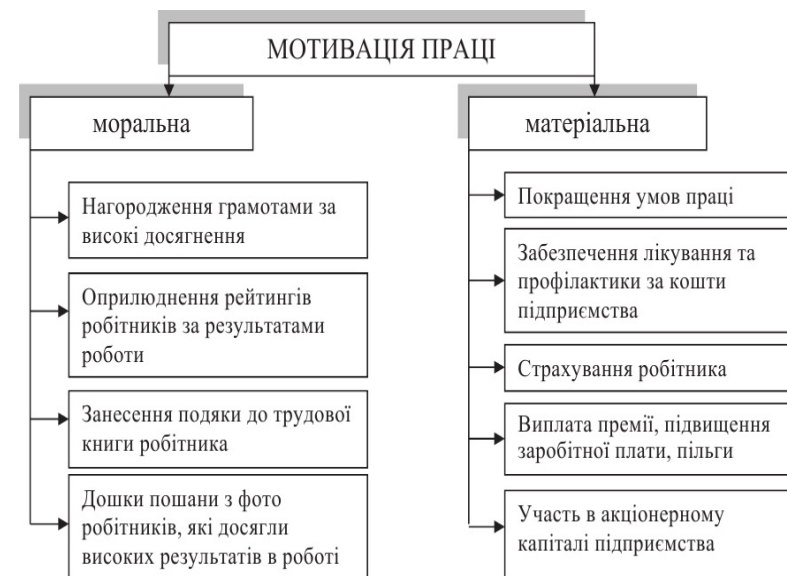 МОТИВАЦІЯ ПРАЦІ
моральна
Нагородження грамотами за
високі досягнення
Оприлюднення рейтингів
робітників за результатами
роботи
Занесення подяки до трудової
книги робітника
Дошки пошани з фото
робітників, які досягли
високих результатів в роботі
матеріальна
Покращення умов праці
Забезпечення лікування та
профілактики за кошти
підприємства
Страхування робітника
Виплата премії, підвищення
заробітної плати, пільги
Участь в акціонерному
капіталі підприємства